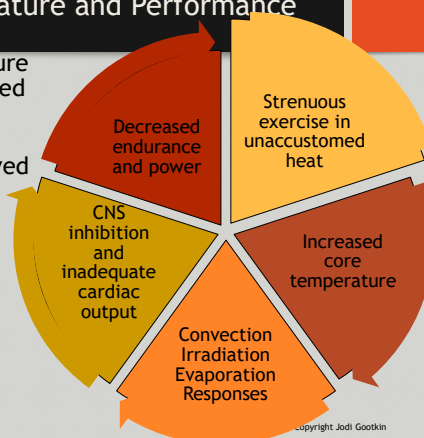 ature and Performance
ure
ed
ved
Strenuous
exercise in
unaccustomed
heat
Increased
core
temperature
Convection
Irradiation
Evaporation
Responses
CNS
inhibition
and
inadequate
cardiac
output
Decreased
endurance
and power
Copyright Jodi Gootkin